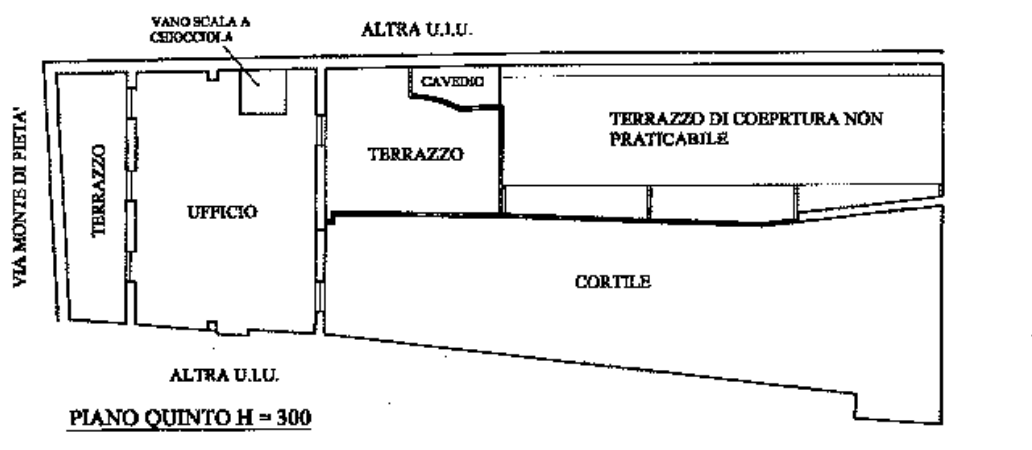 VANO SCALA A
CHIOCCIOLA
ALTRA U.I.U.
CAVEDIO
TERRAZZO DI COEPRTURA NON
PRATICABILE
TERRAZZO
VIA MONTE DI PIETA'
TERRAZZO
UFFICIO
CORTILE
ALTRA U.I.U.
PIANO QUINTO H = 300